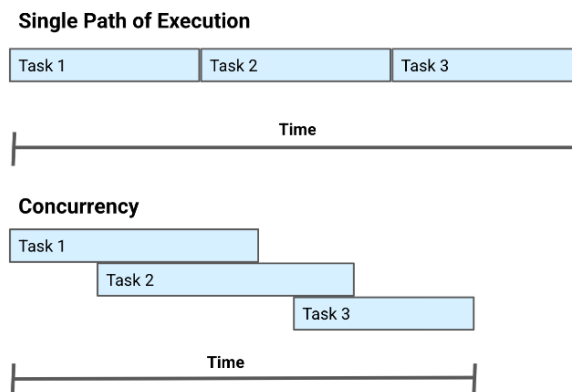 Single Path of Execution
Task 1 Task 2 Task 3
Time
Concurrency
Task 1
Task 2
Task 3
Time